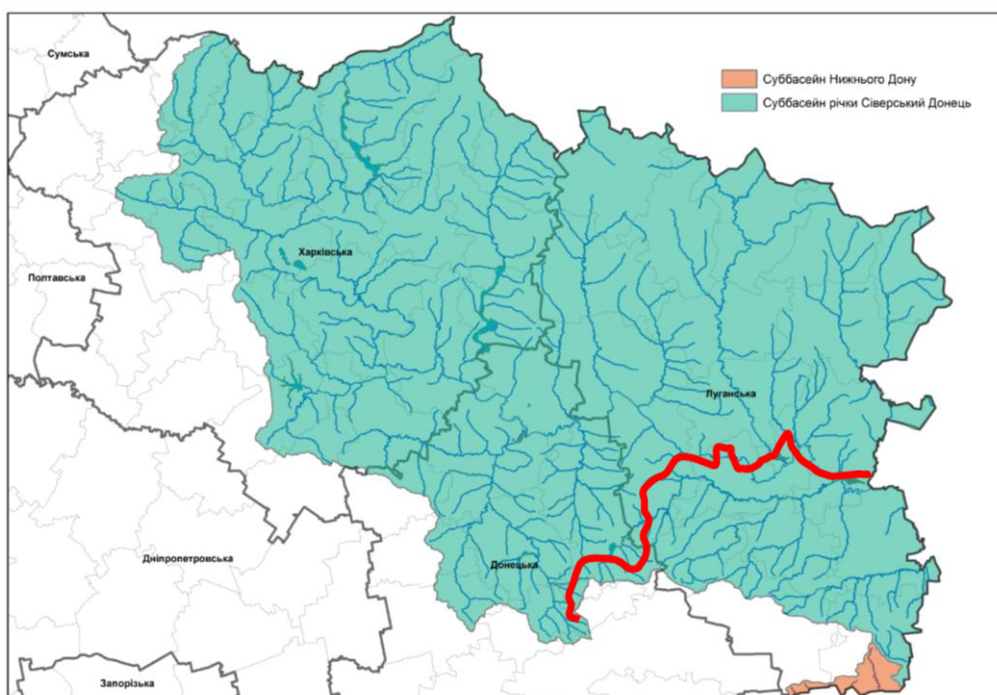 Сумська
Суббасейн Нижнього Дону
Суббасейн річки Сіверський Донець
Харківська
Полтавська
Луганська
Дніпропетровська
Донецька
Запорізька